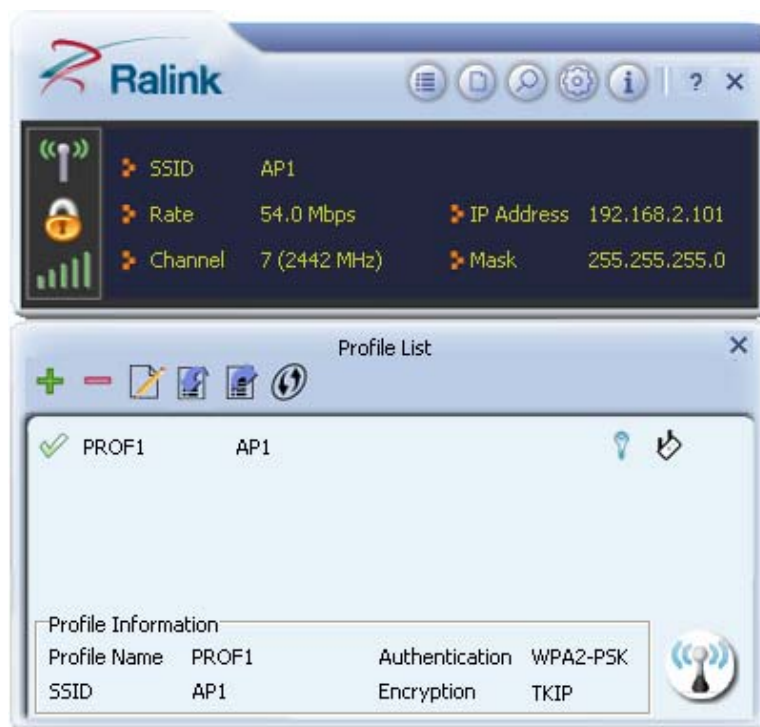 Ralink
? ×
SSID AP1
Rate 54.0 Mbps IP Address 192.168.2.101
Channel 7 (2442 MHz) Mask 255.255.255.0
Profile List ×
PROF1 AP1
Profile Information
Profile Name PROF1 Authentication WPA2-PSK
SSID AP1 Encryption TKIP